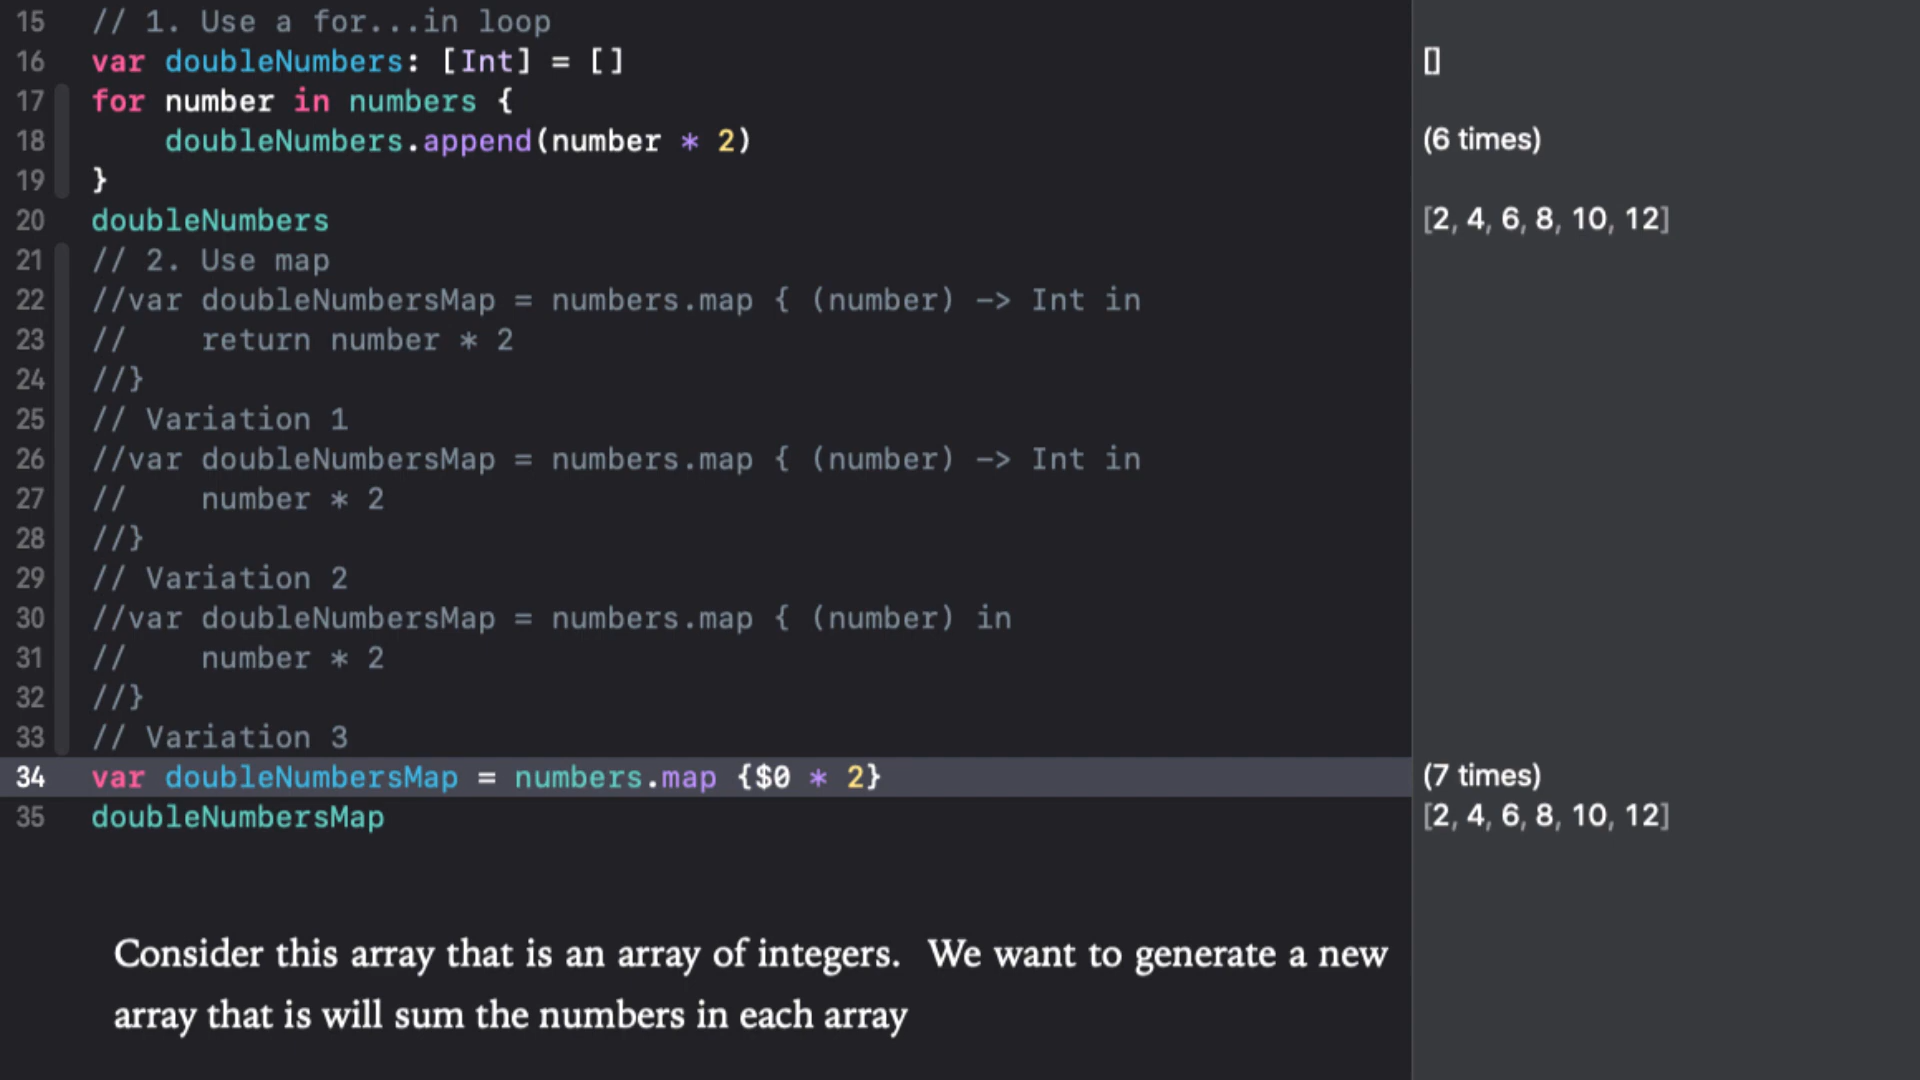 15 // 1. Use a for...in loop
16 var doubleNumbers: [Int] = [] []
17 for number in numbers {
18     doubleNumbers.append(number * 2) (6 times)
19 }
20 doubleNumbers [2, 4, 6, 8, 10, 12]
21 // 2. Use map
22 //var doubleNumbersMap = numbers.map { (number) -> Int in
23 //    return number * 2
24 //}
25 // Variation 1
26 //var doubleNumbersMap = numbers.map { (number) -> Int in
27 //    number * 2
28 //}
29 // Variation 2
30 //var doubleNumbersMap = numbers.map { (number) in
31 //    number * 2
32 //}
33 // Variation 3
34 var doubleNumbersMap = numbers.map {$0 * 2} (7 times)
35 doubleNumbersMap [2, 4, 6, 8, 10, 12]
Consider this array that is an array of integers. We want to generate a new
array that is will sum the numbers in each array